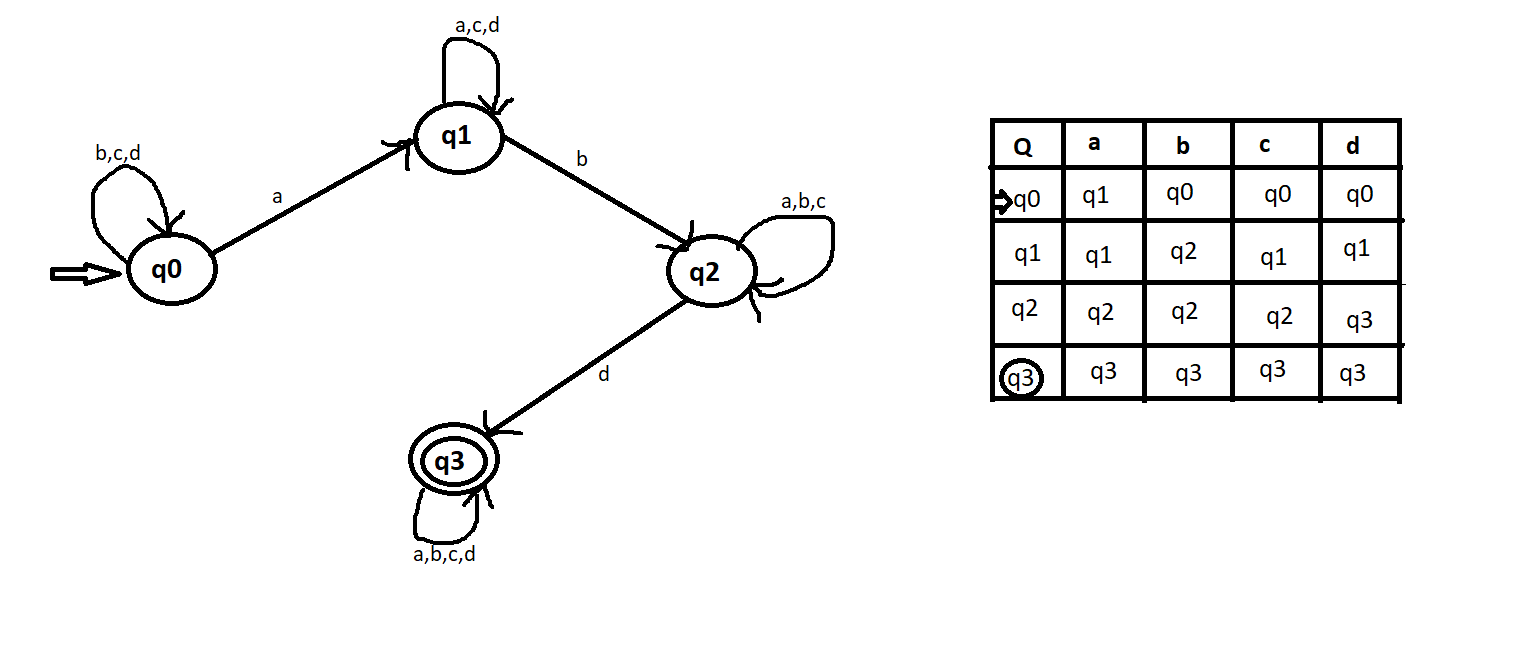 a,c,d
q1
b,c,d
b
a
a,b,c
q0
q2
d
q3
a,b,c,d
Q a b c d
q0 q1 q0 q0 q0
q1 q1 q2 q1 q1
q2 q2 q2 q2 q3
q3 q3 q3 q3 q3